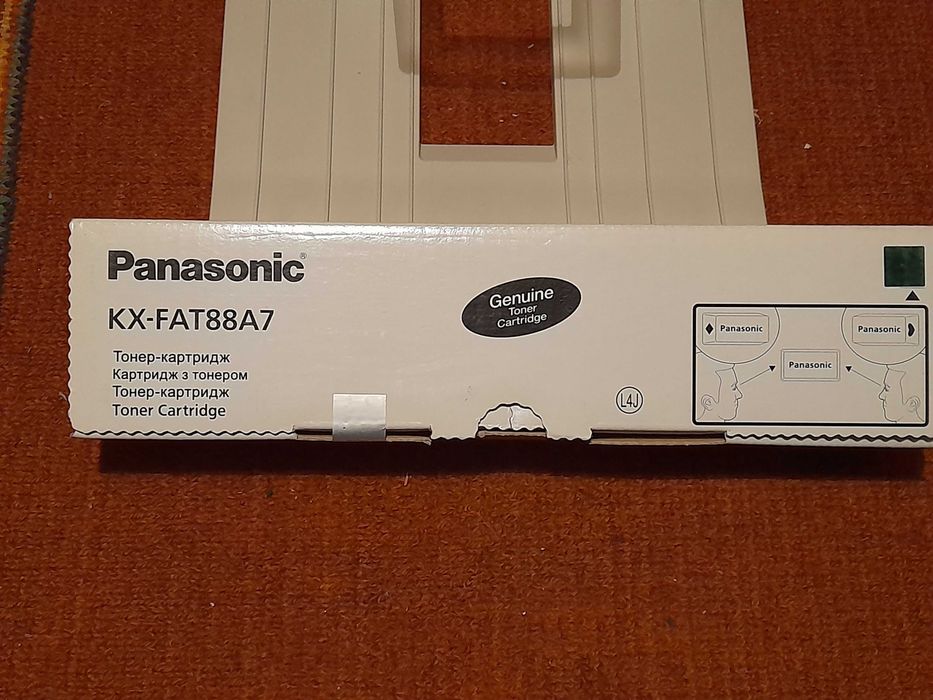 Panasonic®
KX-FAT88A7
Тонер-картридж
Картридж з тонером
Тонер-картридж
Toner Cartridge
Genuine
Toner
Cartridge
L4J
Panasonic
Panasonic
Panasonic